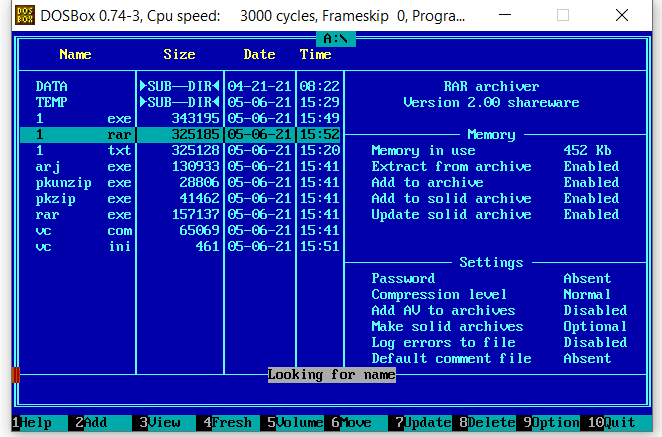 DOS BOX DOSBox 0.74-3, Cpu speed: 3000 cycles, Frameskip 0, Progra...
A:\
Name Size Date Time
DATA ►SUB——DIR◄ 04-21-21 08:22
TEMP ►SUB——DIR◄ 05-06-21 15:29
1 exe 343195 05-06-21 15:49
1 rar 325185 05-06-21 15:52
1 txt 325128 05-06-21 15:20
arj exe 130933 05-06-21 15:41
pkunzip exe 28806 05-06-21 15:41
pkzip exe 41462 05-06-21 15:41
rar exe 157137 05-06-21 15:41
vc com 65069 05-06-21 15:41
vc ini 461 05-06-21 15:51
RAR archiver
Version 2.00 shareware
Memory
Memory in use 452 Kb
Extract from archive Enabled
Add to archive Enabled
Add to solid archive Enabled
Update solid archive Enabled
Settings
Password Absent
Compression level Normal
Add AV to archives Disabled
Make solid archives Optional
Log errors to file Disabled
Default comment file Absent
Looking for name
1Help 2Add 3View 4Fresh 5Volume 6Move 7Update 8Delete 9Option 10Quit